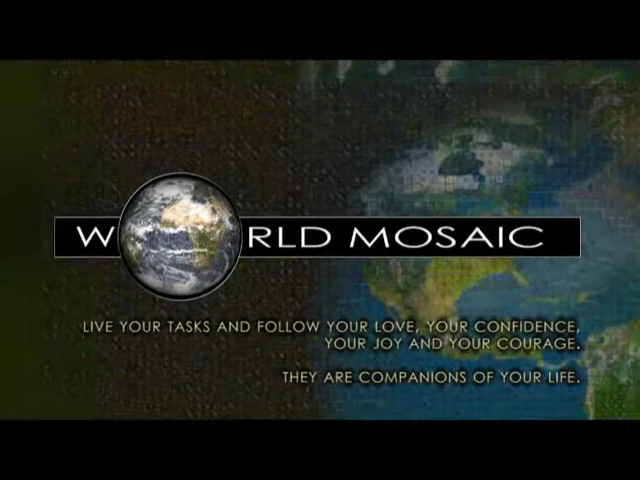 WORLD MOSAIC
LIVE YOUR TASKS AND FOLLOW YOUR LOVE, YOUR CONFIDENCE,
YOUR JOY AND YOUR COURAGE.
THEY ARE COMPANIONS OF YOUR LIFE.